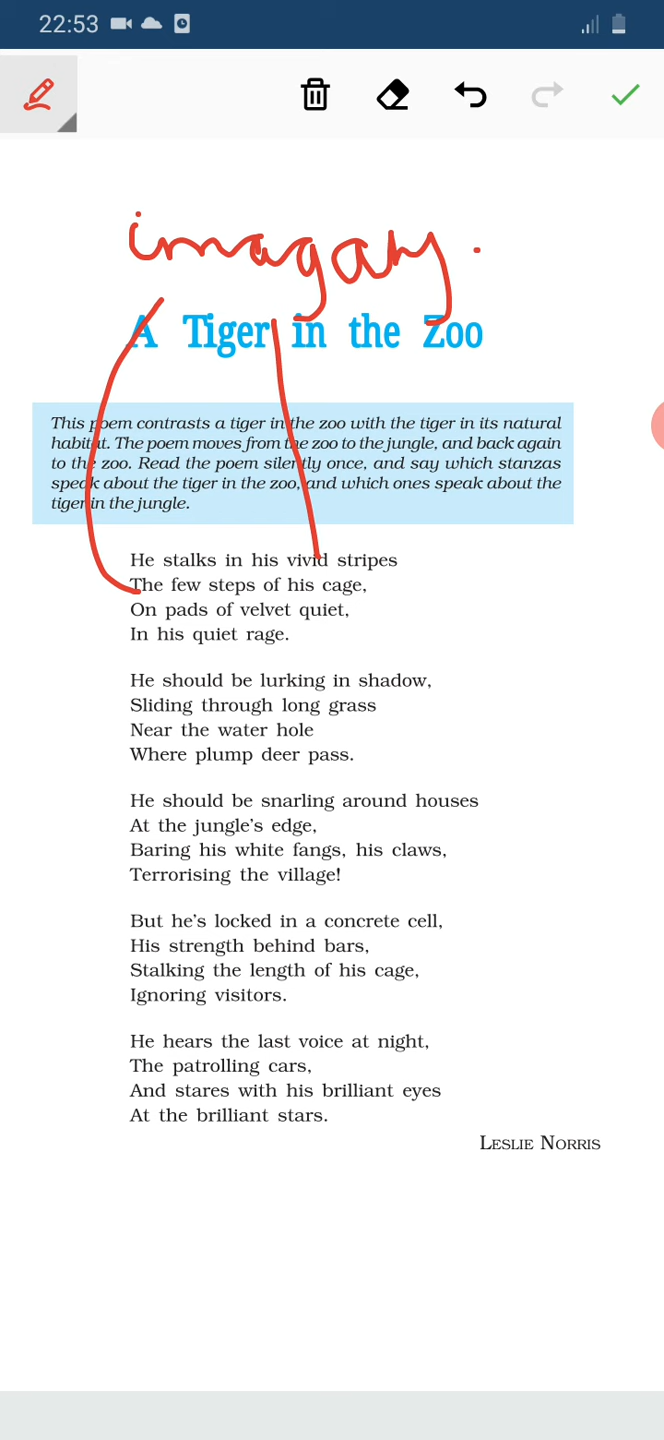 22:53
imagary.
A Tiger in the Zoo
This poem contrasts a tiger in the zoo with the tiger in its natural
habitat. The poem moves from the zoo to the jungle, and back again
to the zoo. Read the poem silently once, and say which stanzas
speak about the tiger in the zoo, and which ones speak about the
tiger in the jungle.
He stalks in his vivid stripes
The few steps of his cage,
On pads of velvet quiet,
In his quiet rage.
He should be lurking in shadow,
Sliding through long grass
Near the water hole
Where plump deer pass.
He should be snarling around houses
At the jungle's edge,
Baring his white fangs, his claws,
Terrorising the village!
But he's locked in a concrete cell,
His strength behind bars,
Stalking the length of his cage,
Ignoring visitors.
He hears the last voice at night,
The patrolling cars,
And stares with his brilliant eyes
At the brilliant stars.
LESLIE NORRIS